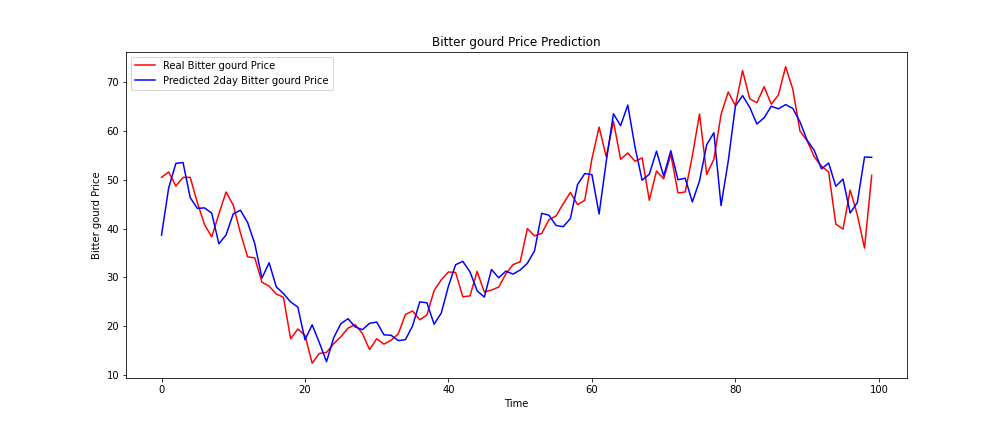 Bitter gourd Price Prediction
Real Bitter gourd Price
Predicted 2day Bitter gourd Price
Bitter gourd Price
70
60
50
40
30
20
10
0
20
40
60
80
100
Time